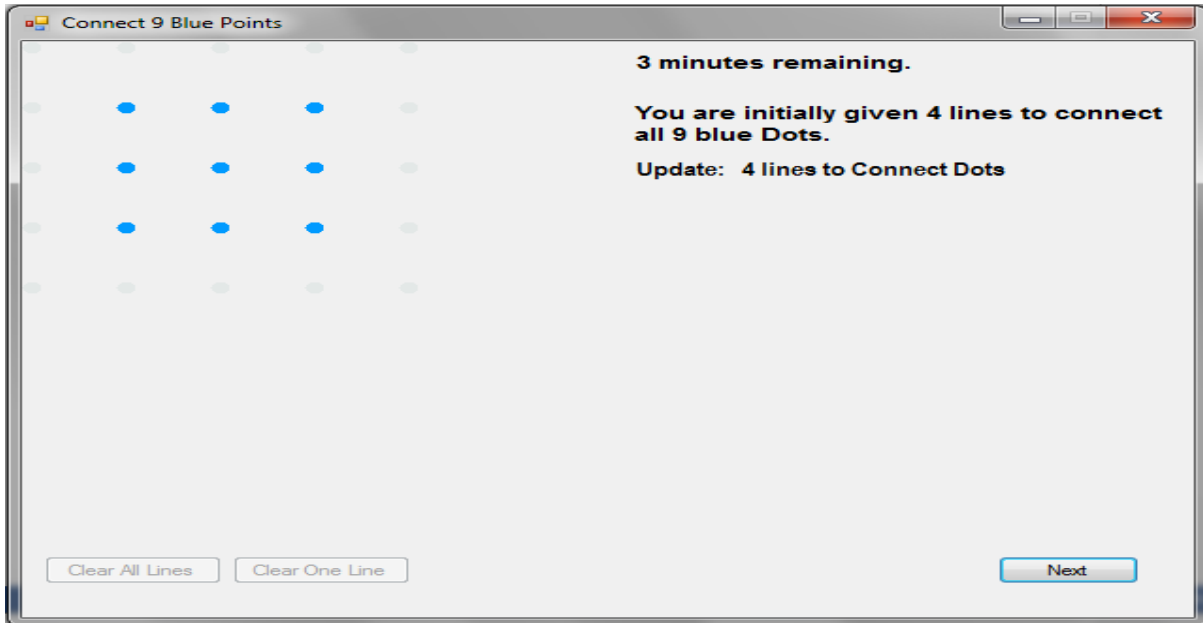 Connect 9 Blue Points
3 minutes remaining.
You are initially given 4 lines to connect
all 9 blue Dots.
Update: 4 lines to Connect Dots
Clear All Lines
Clear One Line
Next